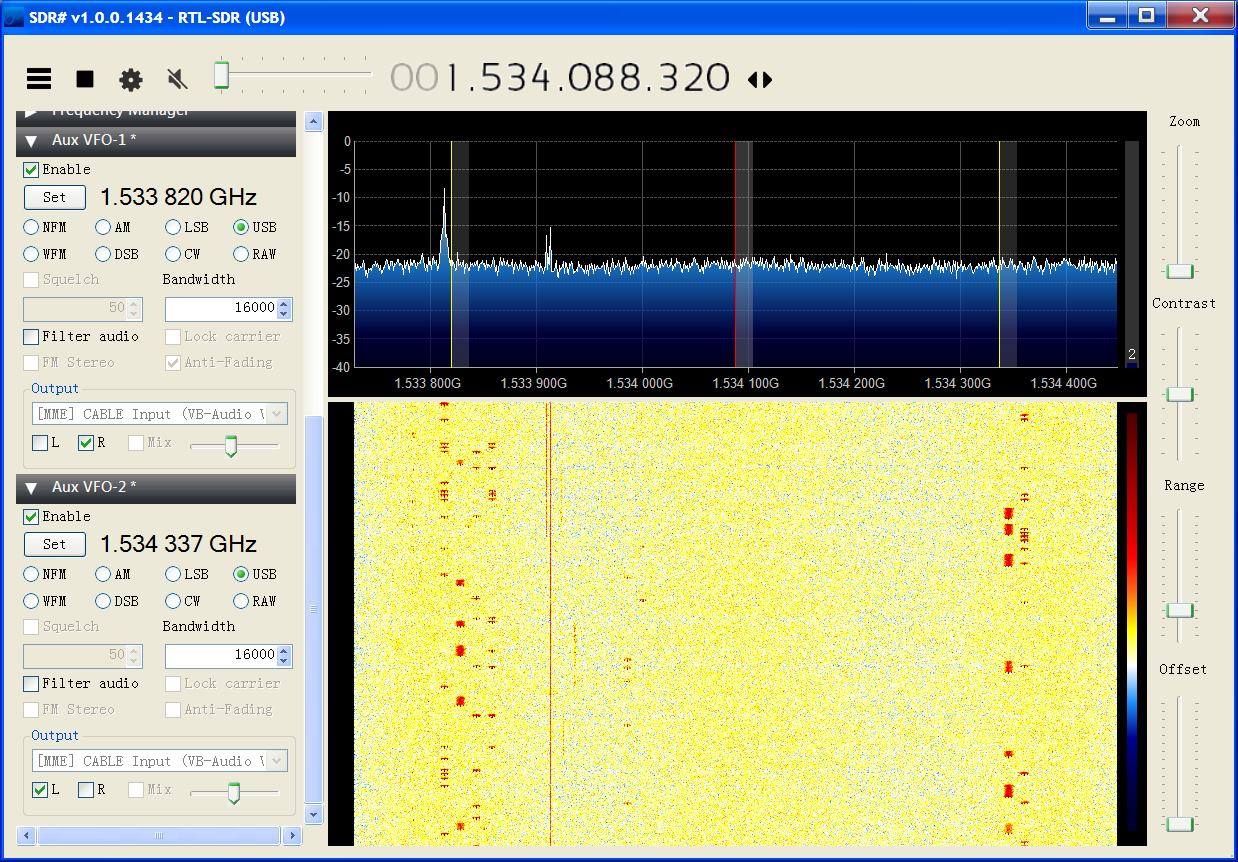 SDR# v1.0.0.1434 - RTL-SDR (USB)
001.534.088.320
Frequency Manager
Aux VFO-1 *
Enable
Set 1.533 820 GHz
NFM AM LSB USB
WFM DSB CW RAW
Squelch Bandwidth
50 16000
Filter audio Lock carrier
FM Stereo Anti-Fading
Output
[MME] CABLE Input (VB-Audio
L R Mix
Aux VFO-2 *
Enable
Set 1.534 337 GHz
NFM AM LSB USB
WFM DSB CW RAW
Squelch Bandwidth
50 16000
Filter audio Lock carrier
FM Stereo Anti-Fading
Output
[MME] CABLE Input (VB-Audio
L R Mix
0
-5
-10
-15
-20
-25
-30
-35
-40
1.533 800G 1.533 900G 1.534 000G 1.534 100G 1.534 200G 1.534 300G 1.534 400G
2
Zoom
Contrast
Range
Offset